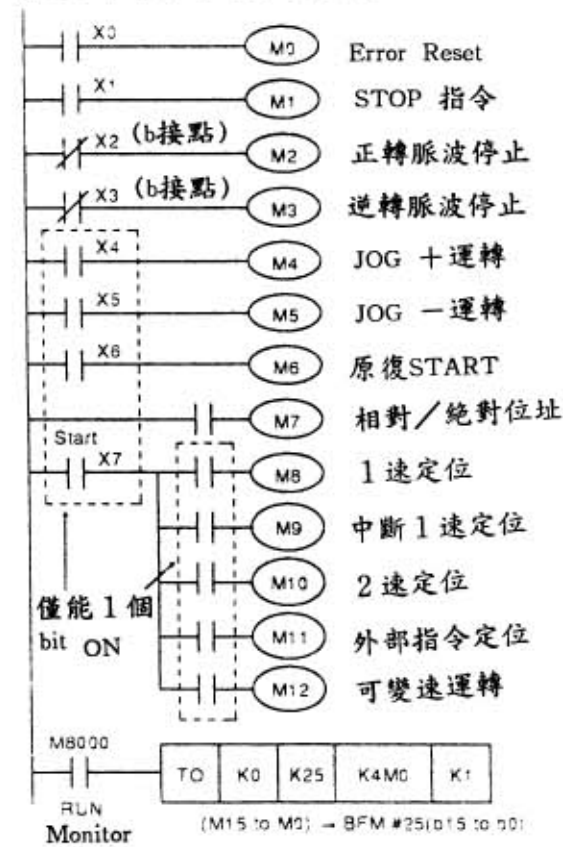 X0 M0 Error Reset
X1 M1 STOP 指令
X2 (b接點) M2 正轉脈波停止
X3 (b接點) M3 逆轉脈波停止
X4 M4 JOG ＋運轉
X5 M5 JOG －運轉
X6 M6 原復START
M7 相對／絕對位址
Start
X7 M8 1速定位
M9 中斷1速定位
M10 2速定位
僅能1個
bit ON
M11 外部指令定位
M12 可變速運轉
M8000
TO K0 K25 K4M0 K1
RUN
Monitor
(M15 to M0) → BFM #25(b15 to b0)